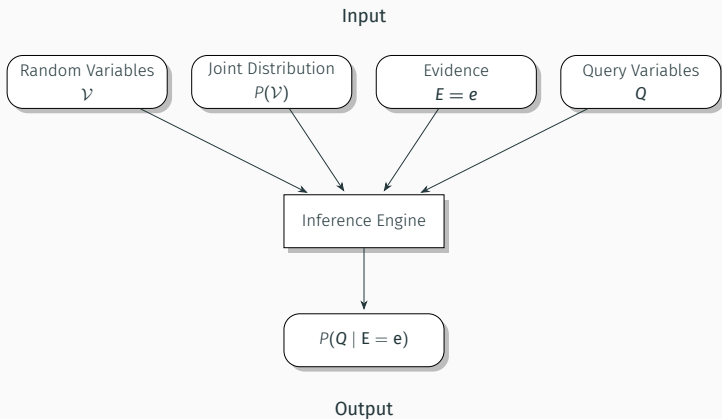 Input
Random Variables
𝒱
Joint Distribution
P(𝒱)
Evidence
E = e
Query Variables
Q
Inference Engine
P(Q | E = e)
Output